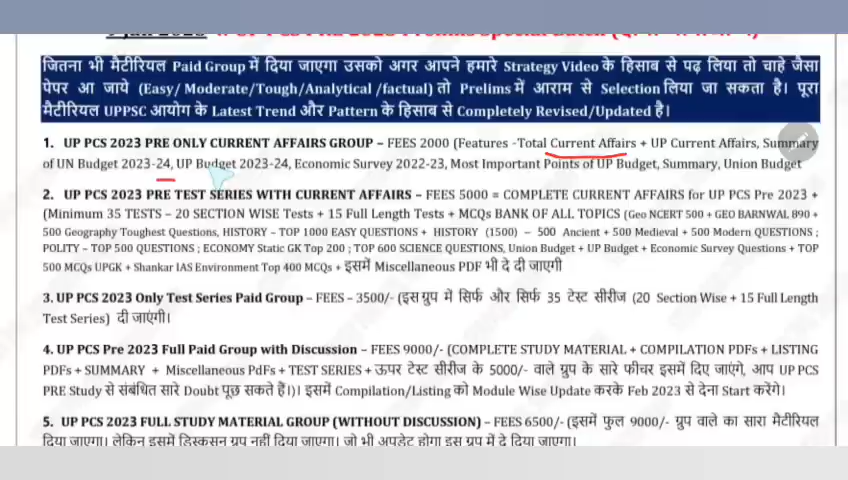 जितना भी मैटीरियल Paid Group में दिया जाएगा उसको अगर आपने हमारे Strategy Video के हिसाब से पढ़ लिया तो चाहे जैसा
पेपर आ जाये (Easy/ Moderate/Tough/Analytical /factual) तो Prelims में आराम से Selection लिया जा सकता है। पूरा
मैटीरियल UPPSC आयोग के Latest Trend और Pattern के हिसाब से Completely Revised/Updated है।
1. UP PCS 2023 PRE ONLY CURRENT AFFAIRS GROUP – FEES 2000 (Features -Total Current Affairs + UP Current Affairs, Summary
of UN Budget 2023-24, UP Budget 2023-24, Economic Survey 2022-23, Most Important Points of UP Budget, Summary, Union Budget
2. UP PCS 2023 PRE TEST SERIES WITH CURRENT AFFAIRS – FEES 5000 = COMPLETE CURRENT AFFAIRS for UP PCS Pre 2023 +
(Minimum 35 TESTS – 20 SECTION WISE Tests + 15 Full Length Tests + MCQs BANK OF ALL TOPICS (Geo NCERT 500 + GEO BARNWAL 890 +
500 Geography Toughest Questions, HISTORY – TOP 1000 EASY QUESTIONS + HISTORY (1500) – 500 Ancient + 500 Medieval + 500 Modern QUESTIONS ;
POLITY – TOP 500 QUESTIONS ; ECONOMY Static GK Top 200 ; TOP 600 SCIENCE QUESTIONS, Union Budget + UP Budget + Economic Survey Questions + TOP
500 MCQs UPGK + Shankar IAS Environment Top 400 MCQs + इसमें Miscellaneous PDF भी दे दी जाएगी
3. UP PCS 2023 Only Test Series Paid Group – FEES – 3500/- (इस ग्रुप में सिर्फ और सिर्फ 35 टेस्ट सीरीज (20 Section Wise + 15 Full Length
Test Series) दी जाएंगी।
4. UP PCS Pre 2023 Full Paid Group with Discussion – FEES 9000/- (COMPLETE STUDY MATERIAL + COMPILATION PDFs + LISTING
PDFs + SUMMARY + Miscellaneous PdFs + TEST SERIES + ऊपर टेस्ट सीरीज के 5000/- वाले ग्रुप के सारे फीचर इसमें दिए जाएंगे, आप UP PCS
PRE Study से संबंधित सारे Doubt पूछ सकते हैं।)। इसमें Compilation/Listing को Module Wise Update करके Feb 2023 से देना Start करेंगे।
5. UP PCS 2023 FULL STUDY MATERIAL GROUP (WITHOUT DISCUSSION) – FEES 6500/- (इसमें फुल 9000/- ग्रुप वाले का सारा मैटीरियल
दिया जाएगा। लेकिन इसमें डिस्कसन ग्रुप नहीं दिया जाएगा। जो भी अपडेट होगा इस ग्रुप में दे दिया जाएगा।